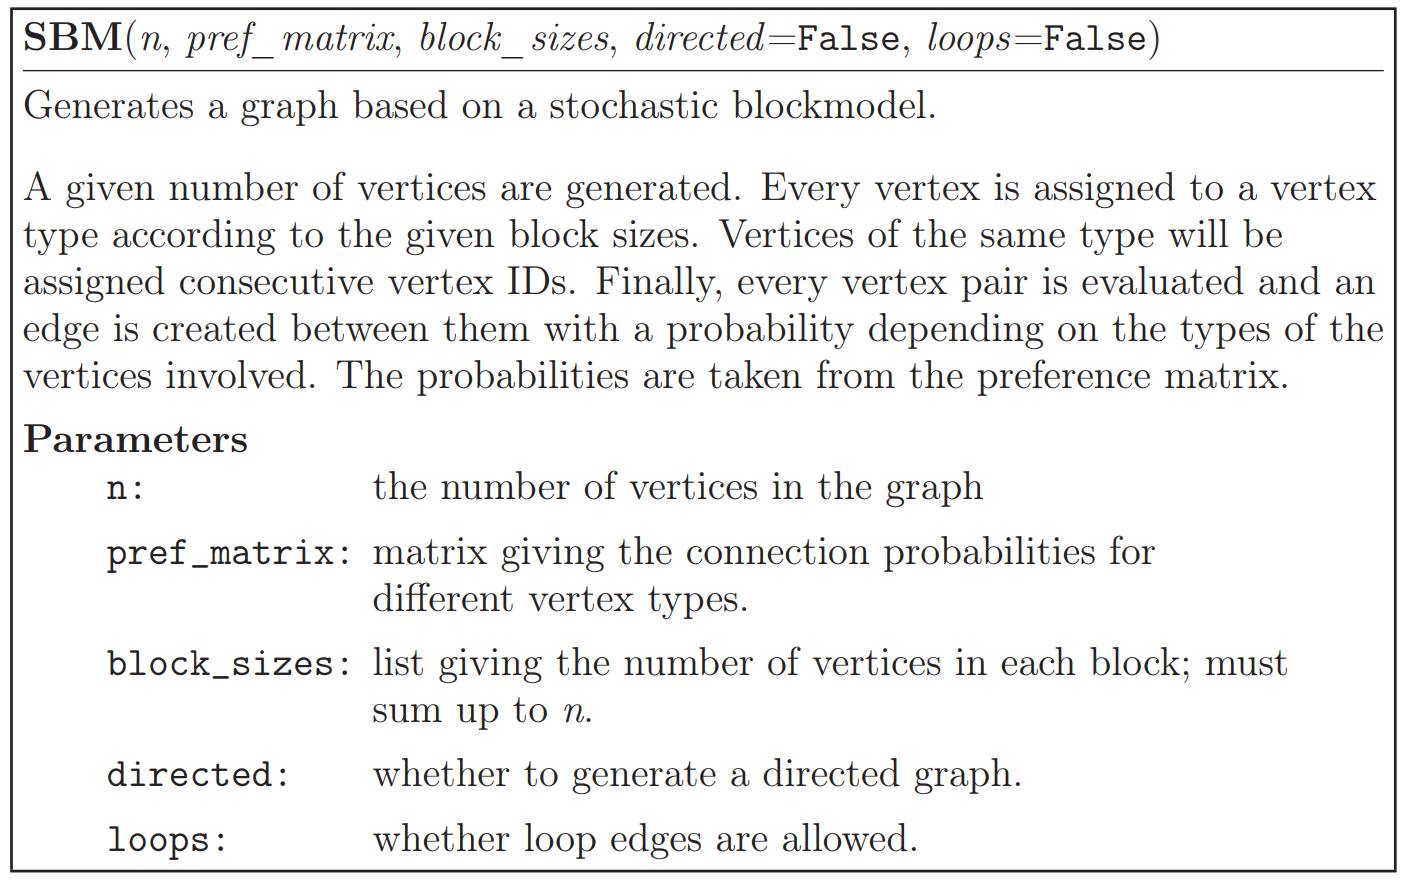 SBM(n, pref_matrix, block_sizes, directed=False, loops=False)
Generates a graph based on a stochastic blockmodel.
A given number of vertices are generated. Every vertex is assigned to a vertex
type according to the given block sizes. Vertices of the same type will be
assigned consecutive vertex IDs. Finally, every vertex pair is evaluated and an
edge is created between them with a probability depending on the types of the
vertices involved. The probabilities are taken from the preference matrix.
Parameters
n: the number of vertices in the graph
pref_matrix: matrix giving the connection probabilities for
different vertex types.
block_sizes: list giving the number of vertices in each block; must
sum up to n.
directed: whether to generate a directed graph.
loops: whether loop edges are allowed.